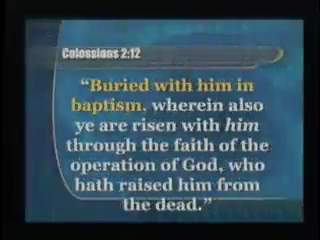 Colossians 2:12
“Buried with him in
baptism, wherein also
ye are risen with him
through the faith of the
operation of God, who
hath raised him from
the dead.”